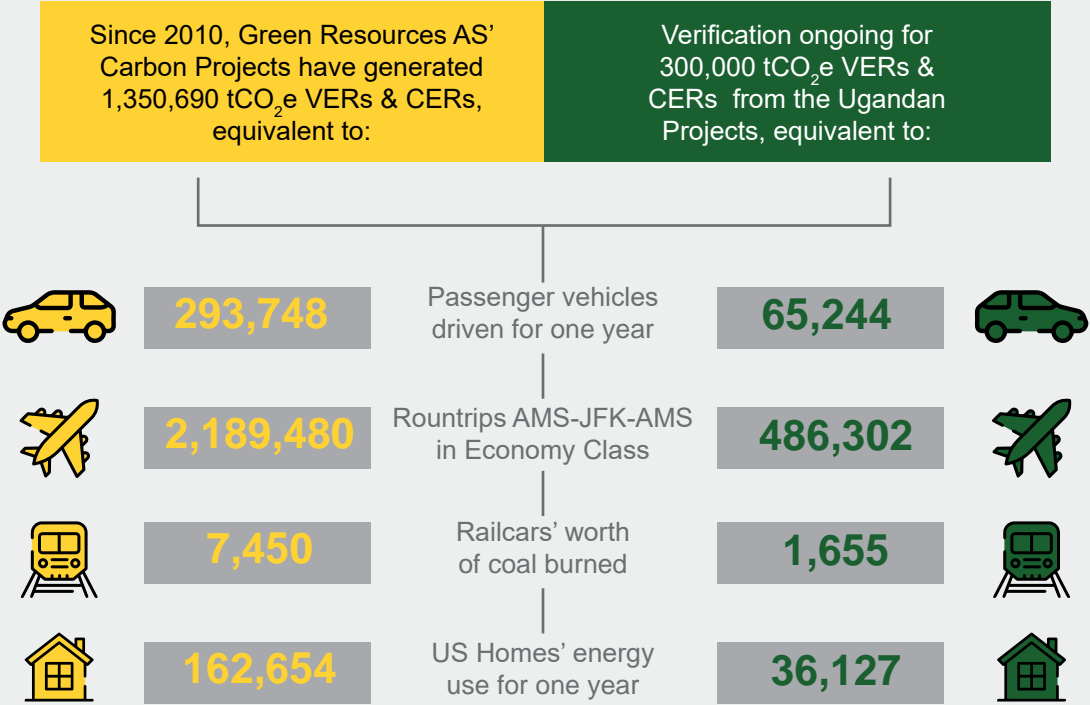 Since 2010, Green Resources AS’
Carbon Projects have generated
1,350,690 tCO2e VERs & CERs,
equivalent to:
Verification ongoing for
300,000 tCO2e VERs &
CERs from the Ugandan
Projects, equivalent to:
293,748
Passenger vehicles
driven for one year
65,244
2,189,480
Rountrips AMS-JFK-AMS
in Economy Class
486,302
7,450
Railcars’ worth
of coal burned
1,655
162,654
US Homes’ energy
use for one year
36,127